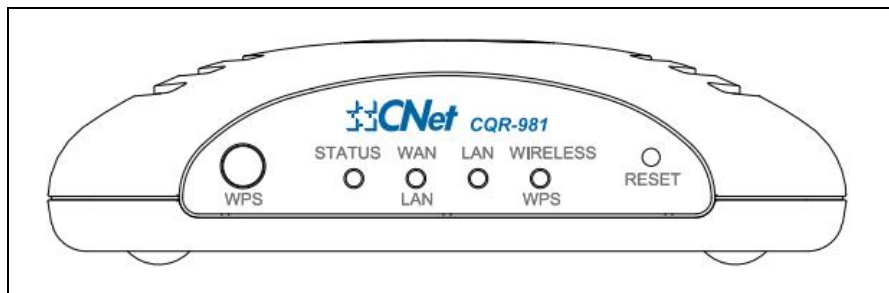 CNet CQR-981
STATUS WAN LAN WIRELESS
WPS LAN WPS RESET